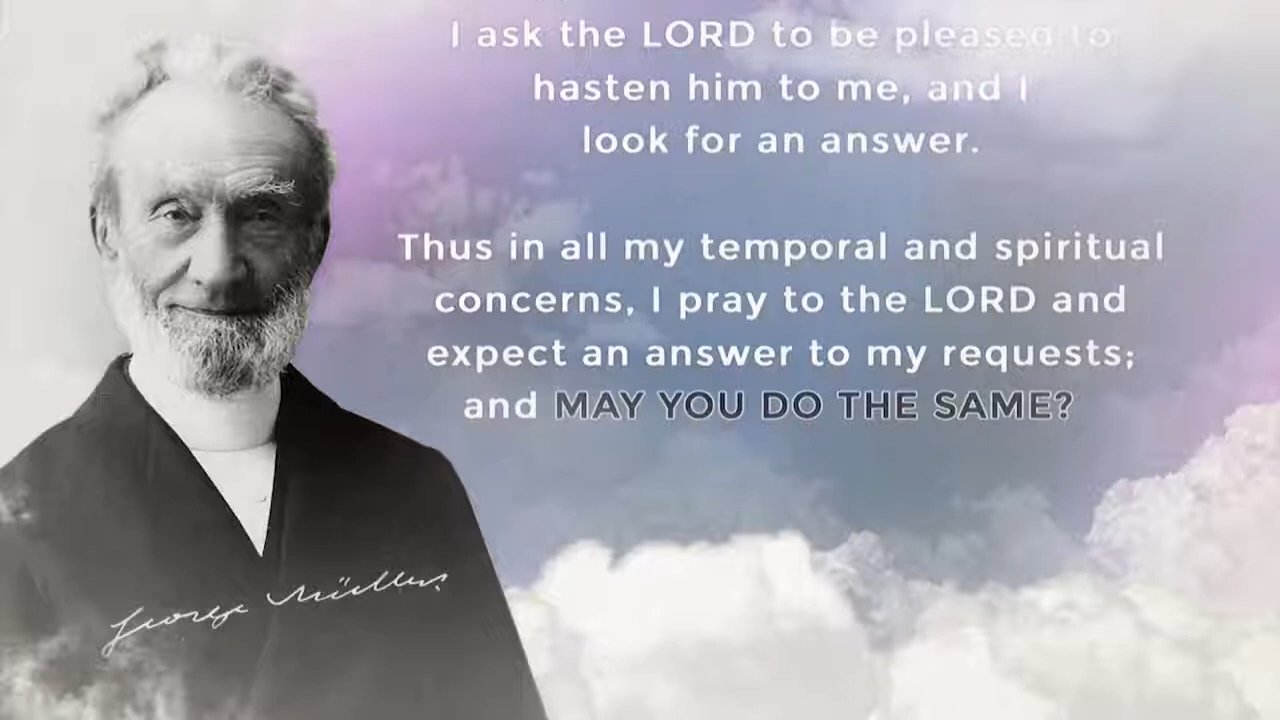 I ask the LORD to be pleased to
hasten him to me, and I
look for an answer.
Thus in all my temporal and spiritual
concerns, I pray to the LORD and
expect an answer to my requests;
and MAY YOU DO THE SAME?
George Müller